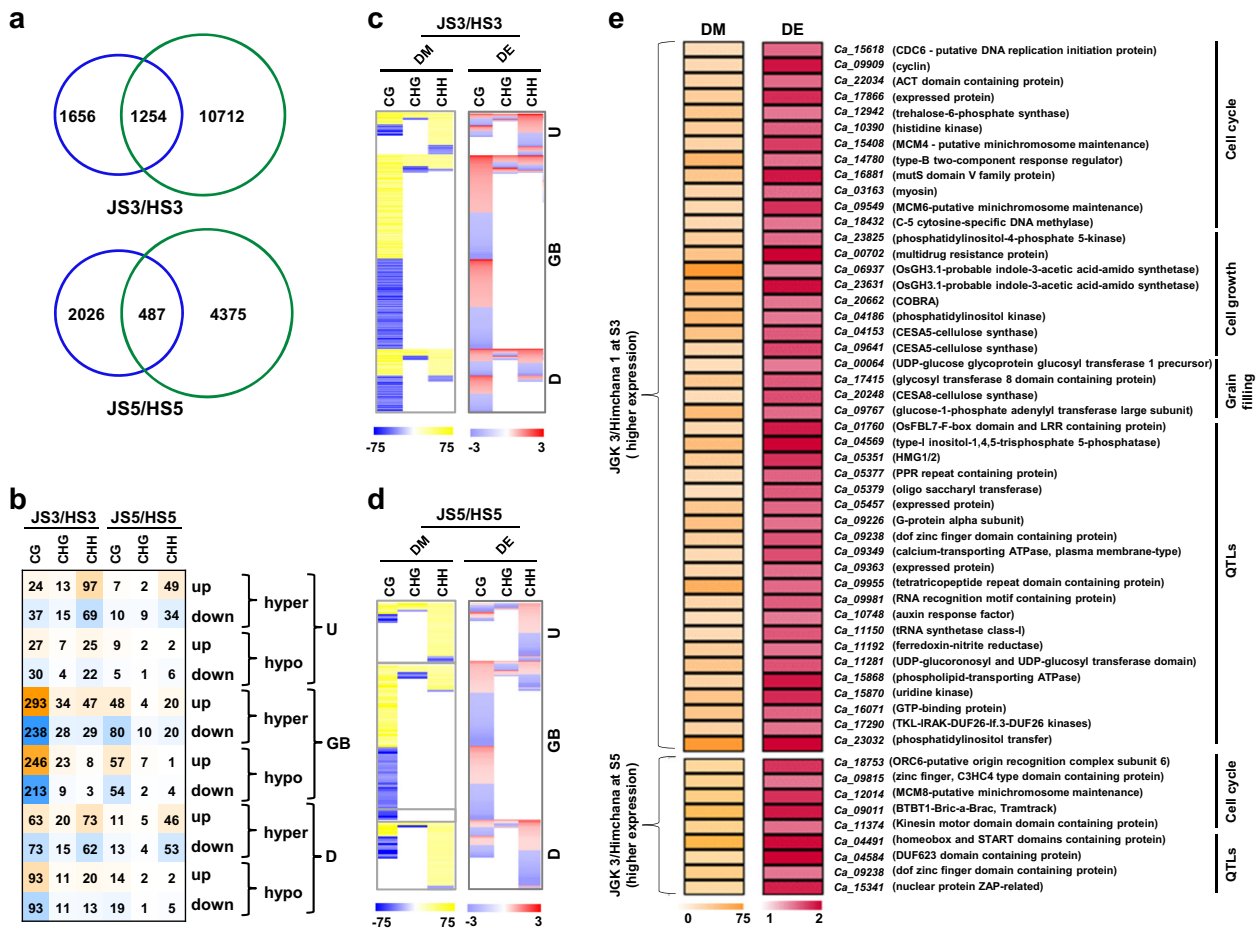 a
1656 1254 10712
JS3/HS3
2026 487 4375
JS5/HS5
b
JS3/HS3 JS5/HS5
CG CHG CHH CG CHG CHH
24 13 97 7 2 49 up
37 15 69 10 9 34 down
hyper
27 7 25 9 2 2 up
30 4 22 5 1 6 down
hypo
U
293 34 47 48 4 20 up
238 28 29 80 10 20 down
hyper
246 23 8 57 7 1 up
213 9 3 54 2 4 down
hypo
GB
63 20 73 11 5 46 up
73 15 62 13 4 53 down
hyper
93 11 20 14 2 2 up
93 11 13 19 1 5 down
hypo
D
c
JS3/HS3
DM DE
CG CHG CHH CG CHG CHH
U
GB
D
-75 75 -3 3
d
JS5/HS5
DM DE
CG CHG CHH CG CHG CHH
U
GB
D
-75 75 -3 3
e
DM DE
JGK 3/Himchana 1 at S3
( higher expression)
Ca_15618 (CDC6 - putative DNA replication initiation protein)
Ca_09909 (cyclin)
Ca_22034 (ACT domain containing protein)
Ca_17866 (expressed protein)
Ca_12942 (trehalose-6-phosphate synthase)
Ca_10390 (histidine kinase)
Ca_15408 (MCM4 - putative minichromosome maintenance)
Ca_14780 (type-B two-component response regulator)
Ca_16881 (mutS domain V family protein)
Ca_03163 (myosin)
Ca_09549 (MCM6-putative minichromosome maintenance)
Ca_18432 (C-5 cytosine-specific DNA methylase)
Cell cycle
Ca_23825 (phosphatidylinositol-4-phosphate 5-kinase)
Ca_00702 (multidrug resistance protein)
Ca_06937 (OsGH3.1-probable indole-3-acetic acid-amido synthetase)
Ca_23631 (OsGH3.1-probable indole-3-acetic acid-amido synthetase)
Ca_20662 (COBRA)
Ca_04186 (phosphatidylinositol kinase)
Ca_04153 (CESA5-cellulose synthase)
Ca_09641 (CESA5-cellulose synthase)
Cell growth
Ca_00064 (UDP-glucose glycoprotein glucosyl transferase 1 precursor)
Ca_17415 (glycosyl transferase 8 domain containing protein)
Ca_20248 (CESA8-cellulose synthase)
Ca_09767 (glucose-1-phosphate adenylyl transferase large subunit)
Grain
filling
Ca_01760 (OsFBL7-F-box domain and LRR containing protein)
Ca_04569 (type-I inositol-1,4,5-trisphosphate 5-phosphatase)
Ca_05351 (HMG1/2)
Ca_05377 (PPR repeat containing protein)
Ca_05379 (oligo saccharyl transferase)
Ca_05457 (expressed protein)
Ca_09226 (G-protein alpha subunit)
Ca_09238 (dof zinc finger domain containing protein)
Ca_09349 (calcium-transporting ATPase, plasma membrane-type)
Ca_09363 (expressed protein)
Ca_09955 (tetratricopeptide repeat domain containing protein)
Ca_09981 (RNA recognition motif containing protein)
Ca_10748 (auxin response factor)
Ca_11150 (tRNA synthetase class-I)
Ca_11192 (ferredoxin-nitrite reductase)
Ca_11281 (UDP-glucoronosyl and UDP-glucosyl transferase domain)
Ca_15868 (phospholipid-transporting ATPase)
Ca_15870 (uridine kinase)
Ca_16071 (GTP-binding protein)
Ca_17290 (TKL-IRAK-DUF26-lf.3-DUF26 kinases)
Ca_23032 (phosphatidylinositol transfer)
QTLs
JGK 3/Himchana at S5
(higher expression)
Ca_18753 (ORC6-putative origin recognition complex subunit 6)
Ca_09815 (zinc finger, C3HC4 type domain containing protein)
Ca_12014 (MCM8-putative minichromosome maintenance)
Ca_09011 (BTBT1-Bric-a-Brac, Tramtrack)
Ca_11374 (Kinesin motor domain domain containing protein)
Cell cycle
Ca_04491 (homeobox and START domains containing protein)
Ca_04584 (DUF623 domain containing protein)
Ca_09238 (dof zinc finger domain containing protein)
Ca_15341 (nuclear protein ZAP-related)
QTLs
0 75 1 2